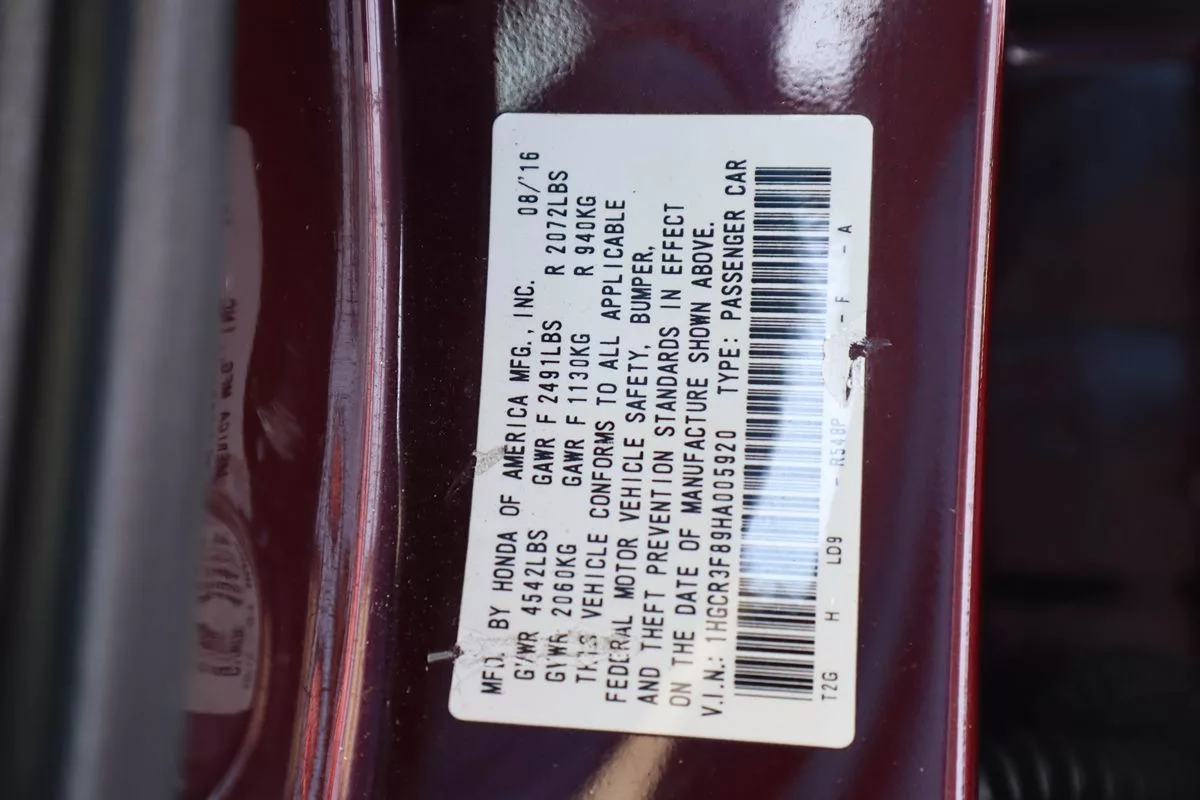 MFD. BY HONDA OF AMERICA MFG., INC. 08/'16
GVWR 4542LBS GAWR F 2491LBS R 2072LBS
GVWR 2060KG GAWR F 1130KG R 940KG
THIS VEHICLE CONFORMS TO ALL APPLICABLE
FEDERAL MOTOR VEHICLE SAFETY, BUMPER,
AND THEFT PREVENTION STANDARDS IN EFFECT
ON THE DATE OF MANUFACTURE SHOWN ABOVE.
V.I.N.: 1HGCR3F89HA005920 TYPE: PASSENGER CAR
T2G H LD9 - R548P - F - A